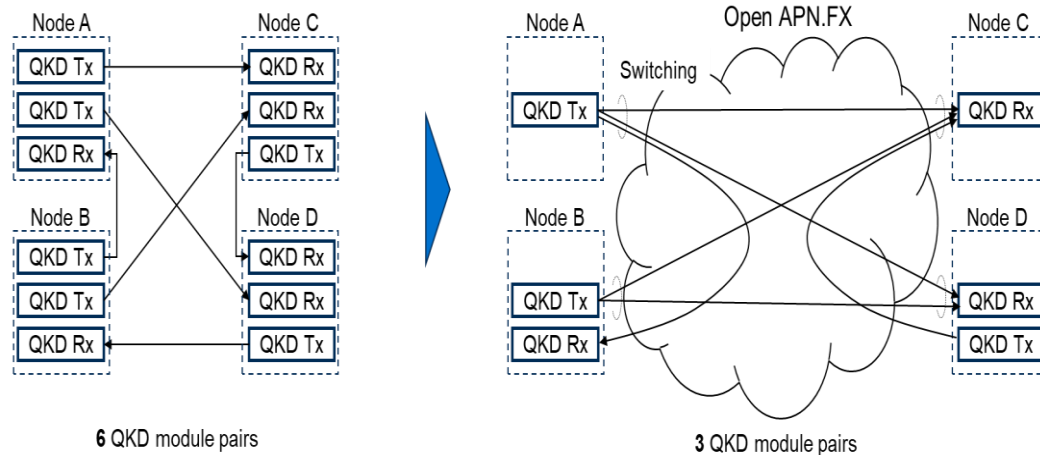 Node A
QKD Tx
QKD Tx
QKD Rx
Node B
QKD Tx
QKD Tx
QKD Rx
Node C
QKD Rx
QKD Rx
QKD Tx
Node D
QKD Rx
QKD Rx
QKD Tx
6 QKD module pairs
Open APN.FX
Node A
QKD Tx
Switching
Node B
QKD Tx
QKD Rx
Node C
QKD Rx
Node D
QKD Rx
QKD Tx
3 QKD module pairs